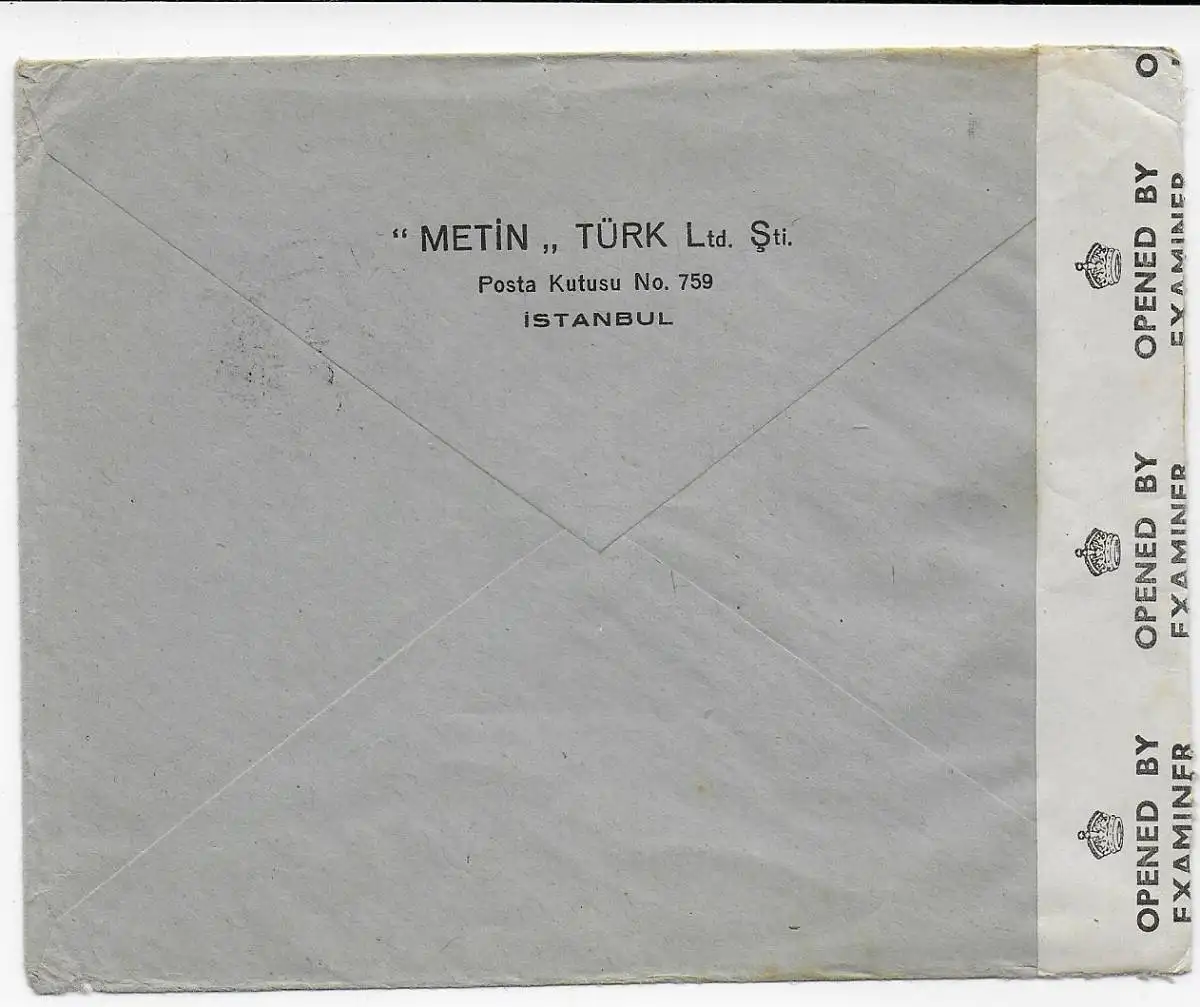 “ METİN „ TÜRK Ltd. Şti.
Posta Kutusu No. 759
İSTANBUL
O
OPENED BY
EXAMINER
OPENED BY
EXAMINER
OPENED BY
EXAMINER